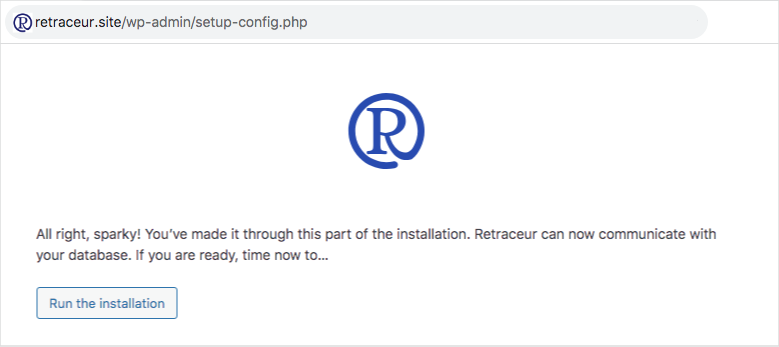 retraceur.site/wp-admin/setup-config.php
All right, sparky! You’ve made it through this part of the installation. Retraceur can now communicate with
your database. If you are ready, time now to…
Run the installation